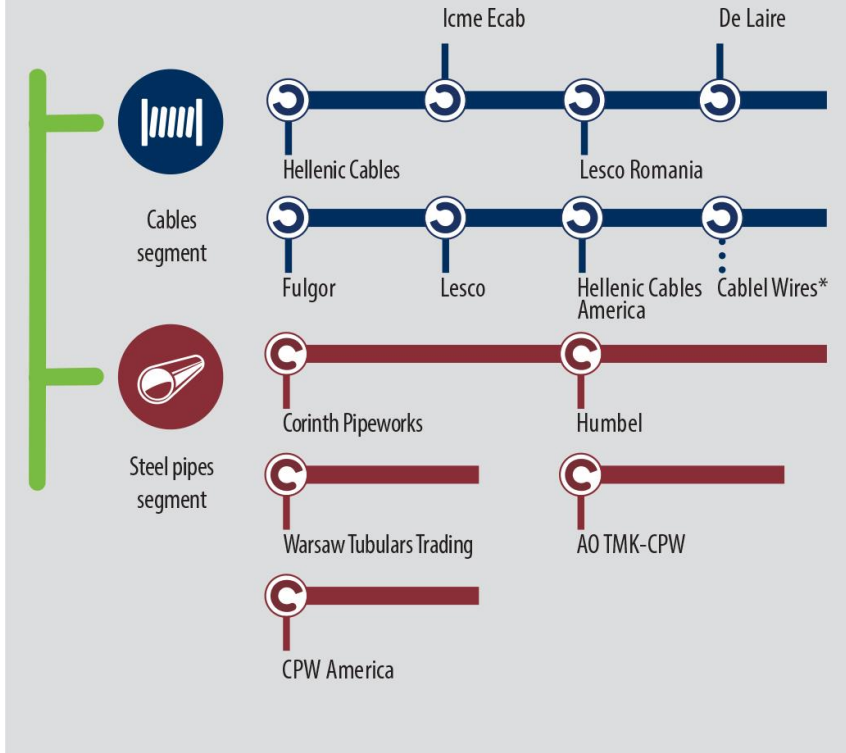 Icme Ecab
De Laire
Hellenic Cables
Lesco Romania
Cables
segment
Fulgor
Lesco
Hellenic Cables
America
Cablel Wires*
Corinth Pipeworks
Humbel
Steel pipes
segment
Warsaw Tubulars Trading
AO TMK-CPW
CPW America